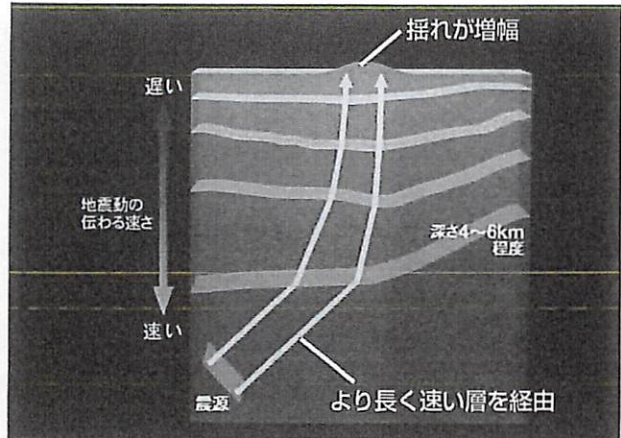 揺れが増幅
遅い
地震動の
伝わる速さ
深さ4〜6km
程度
速い
震源
より長く速い層を経由